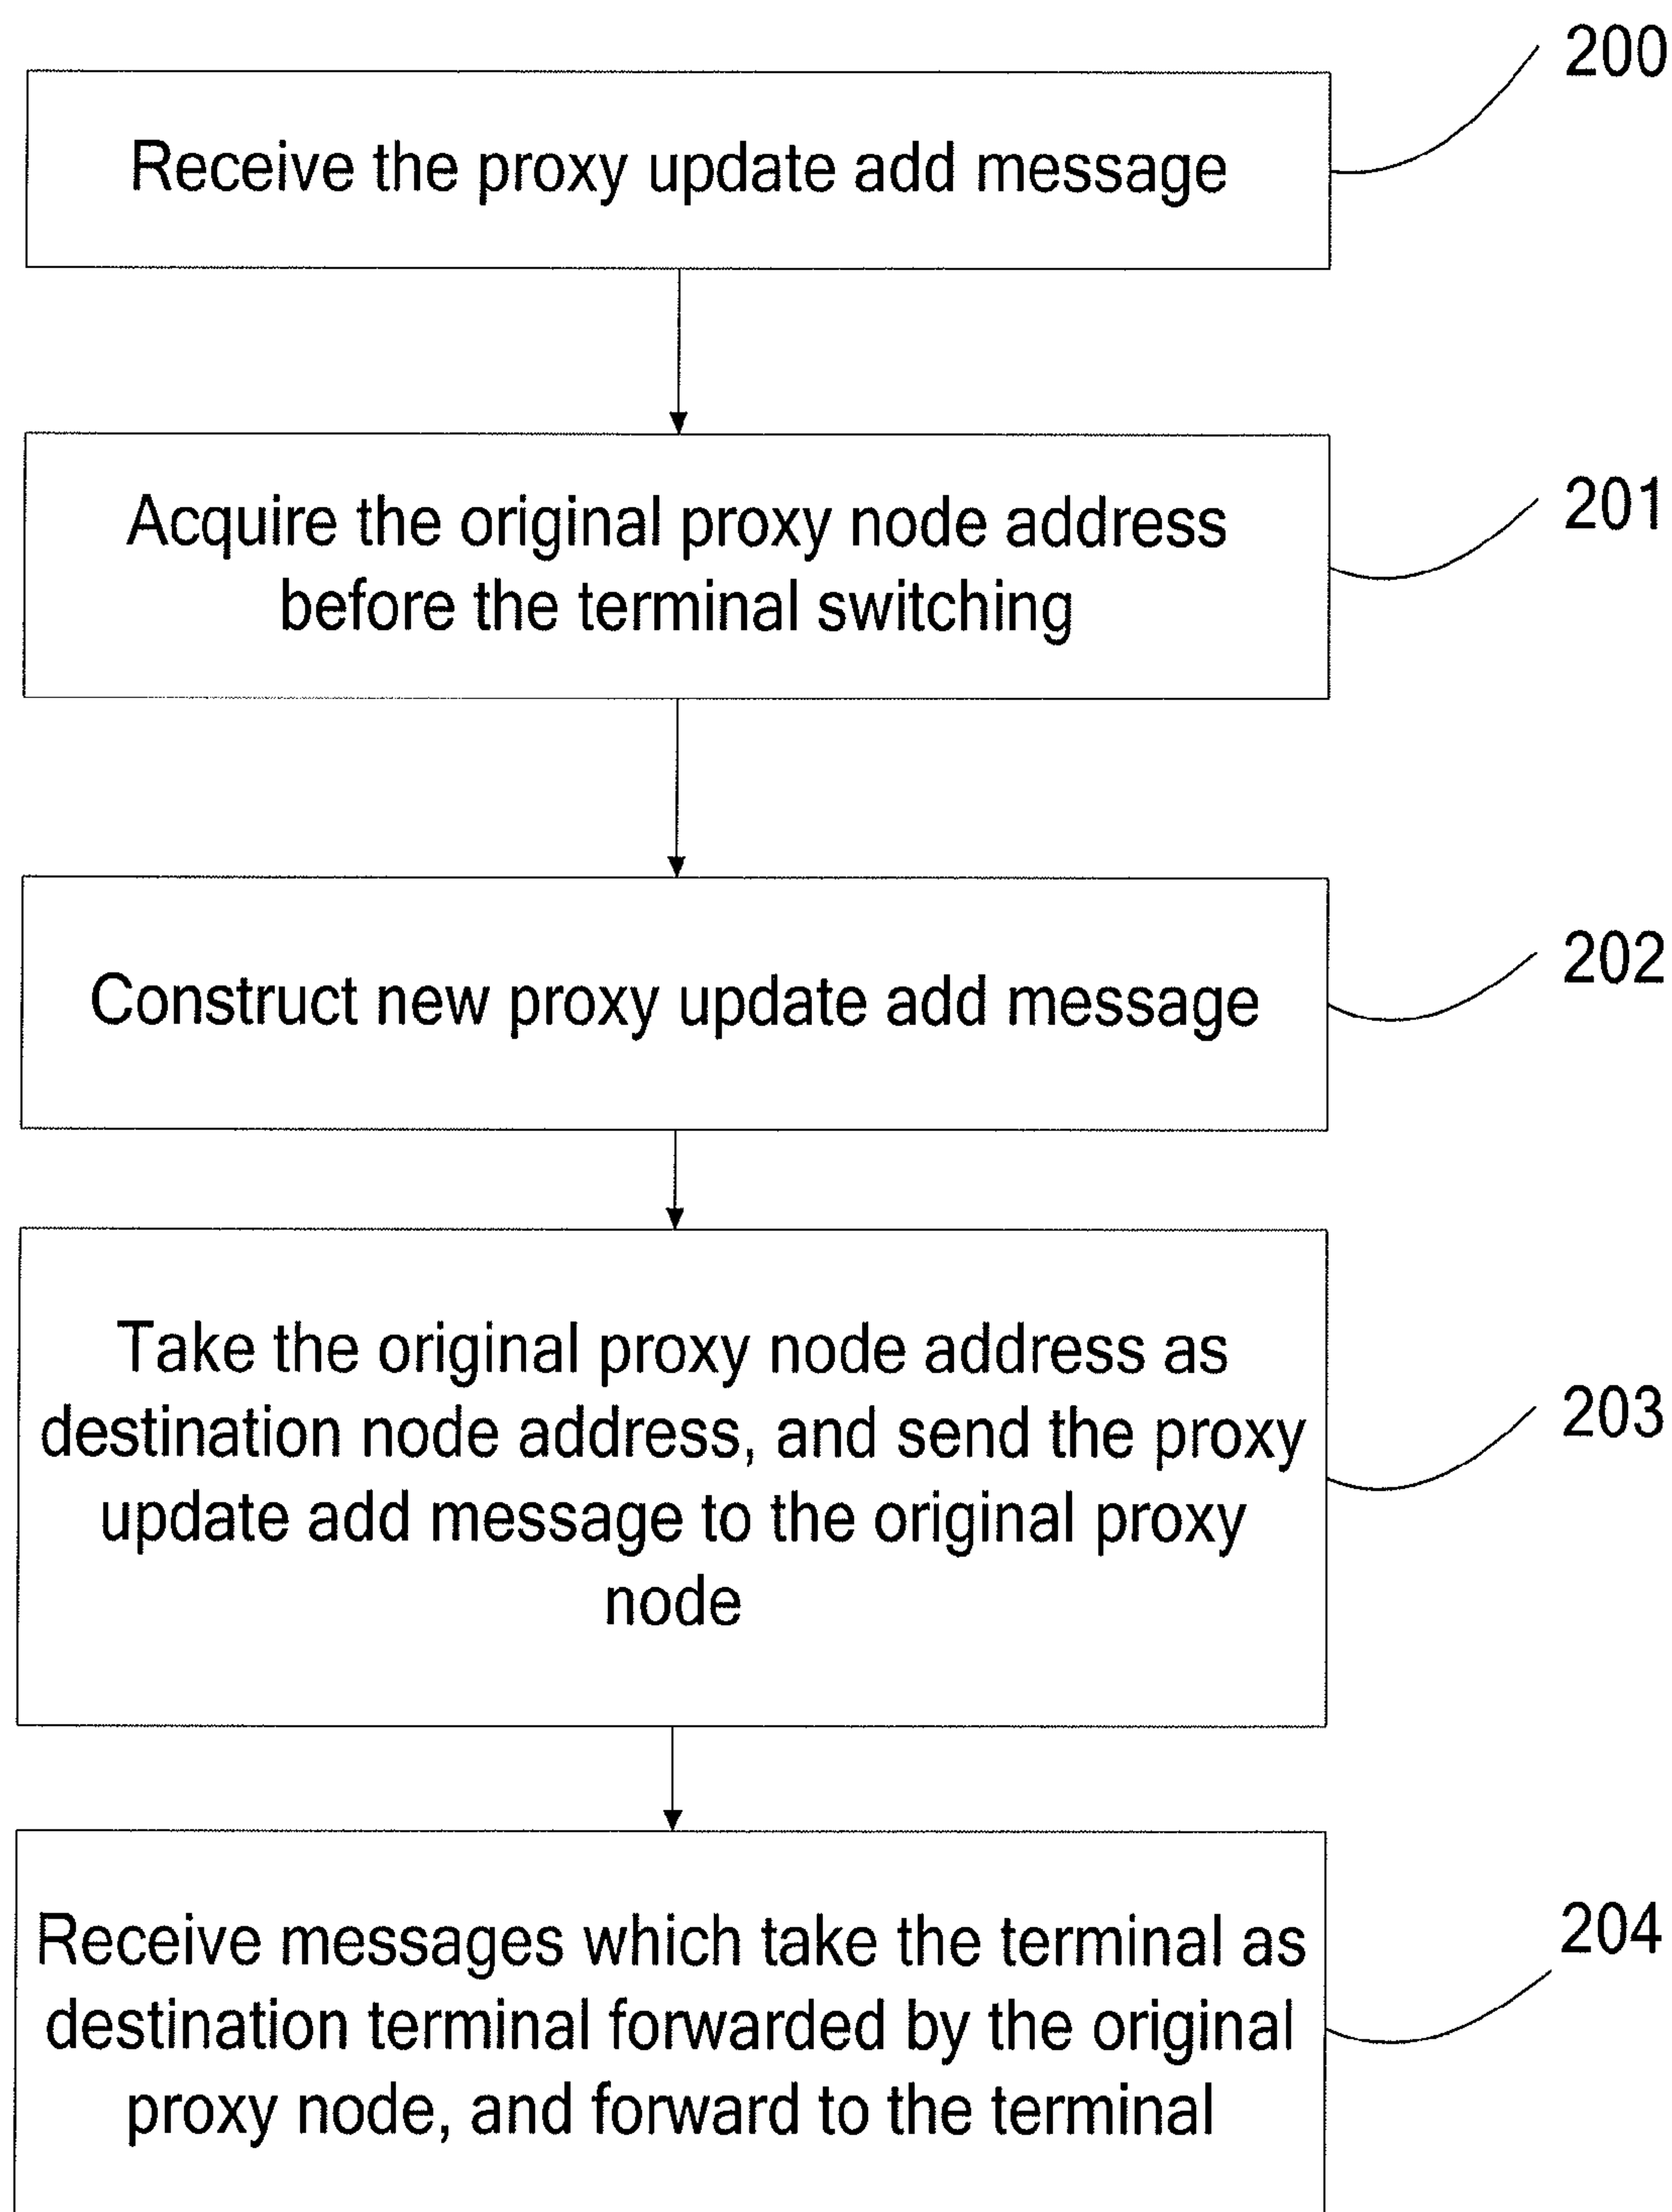 200
Receive the proxy update add message
201
Acquire the original proxy node address
before the terminal switching
202
Construct new proxy update add message
203
Take the original proxy node address as
destination node address, and send the proxy
update add message to the original proxy
node
204
Receive messages which take the terminal as
destination terminal forwarded by the original
proxy node, and forward to the terminal